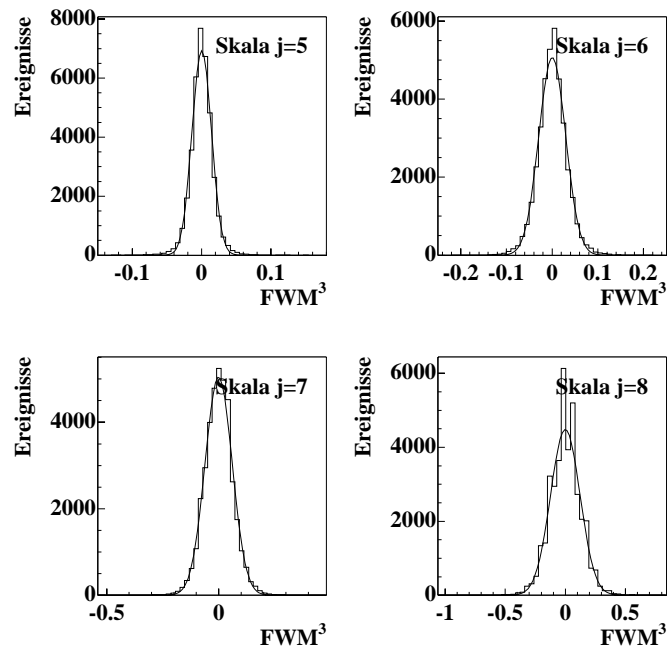 Ereignisse
Skala j=5
8000
6000
4000
2000
0
-0.1 0 0.1
FWM³
Ereignisse
Skala j=6
6000
4000
2000
0
-0.2 -0.1 0 0.1 0.2
FWM³
Ereignisse
Skala j=7
4000
2000
0
-0.5 0
FWM³
Ereignisse
Skala j=8
6000
4000
2000
0
-1 -0.5 0 0.5
FWM³